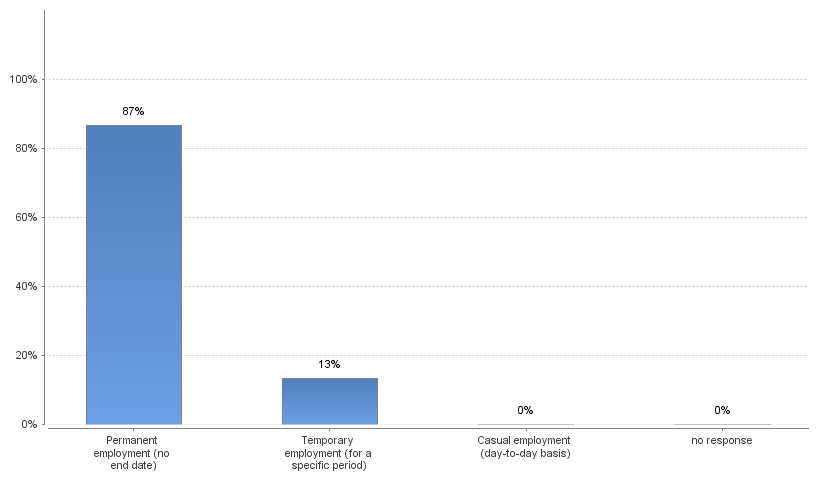 100%
80%
60%
40%
20%
0%
87%
13%
0%
0%
Permanent
employment (no
end date)
Temporary
employment (for a
specific period)
Casual employment
(day-to-day basis)
no response